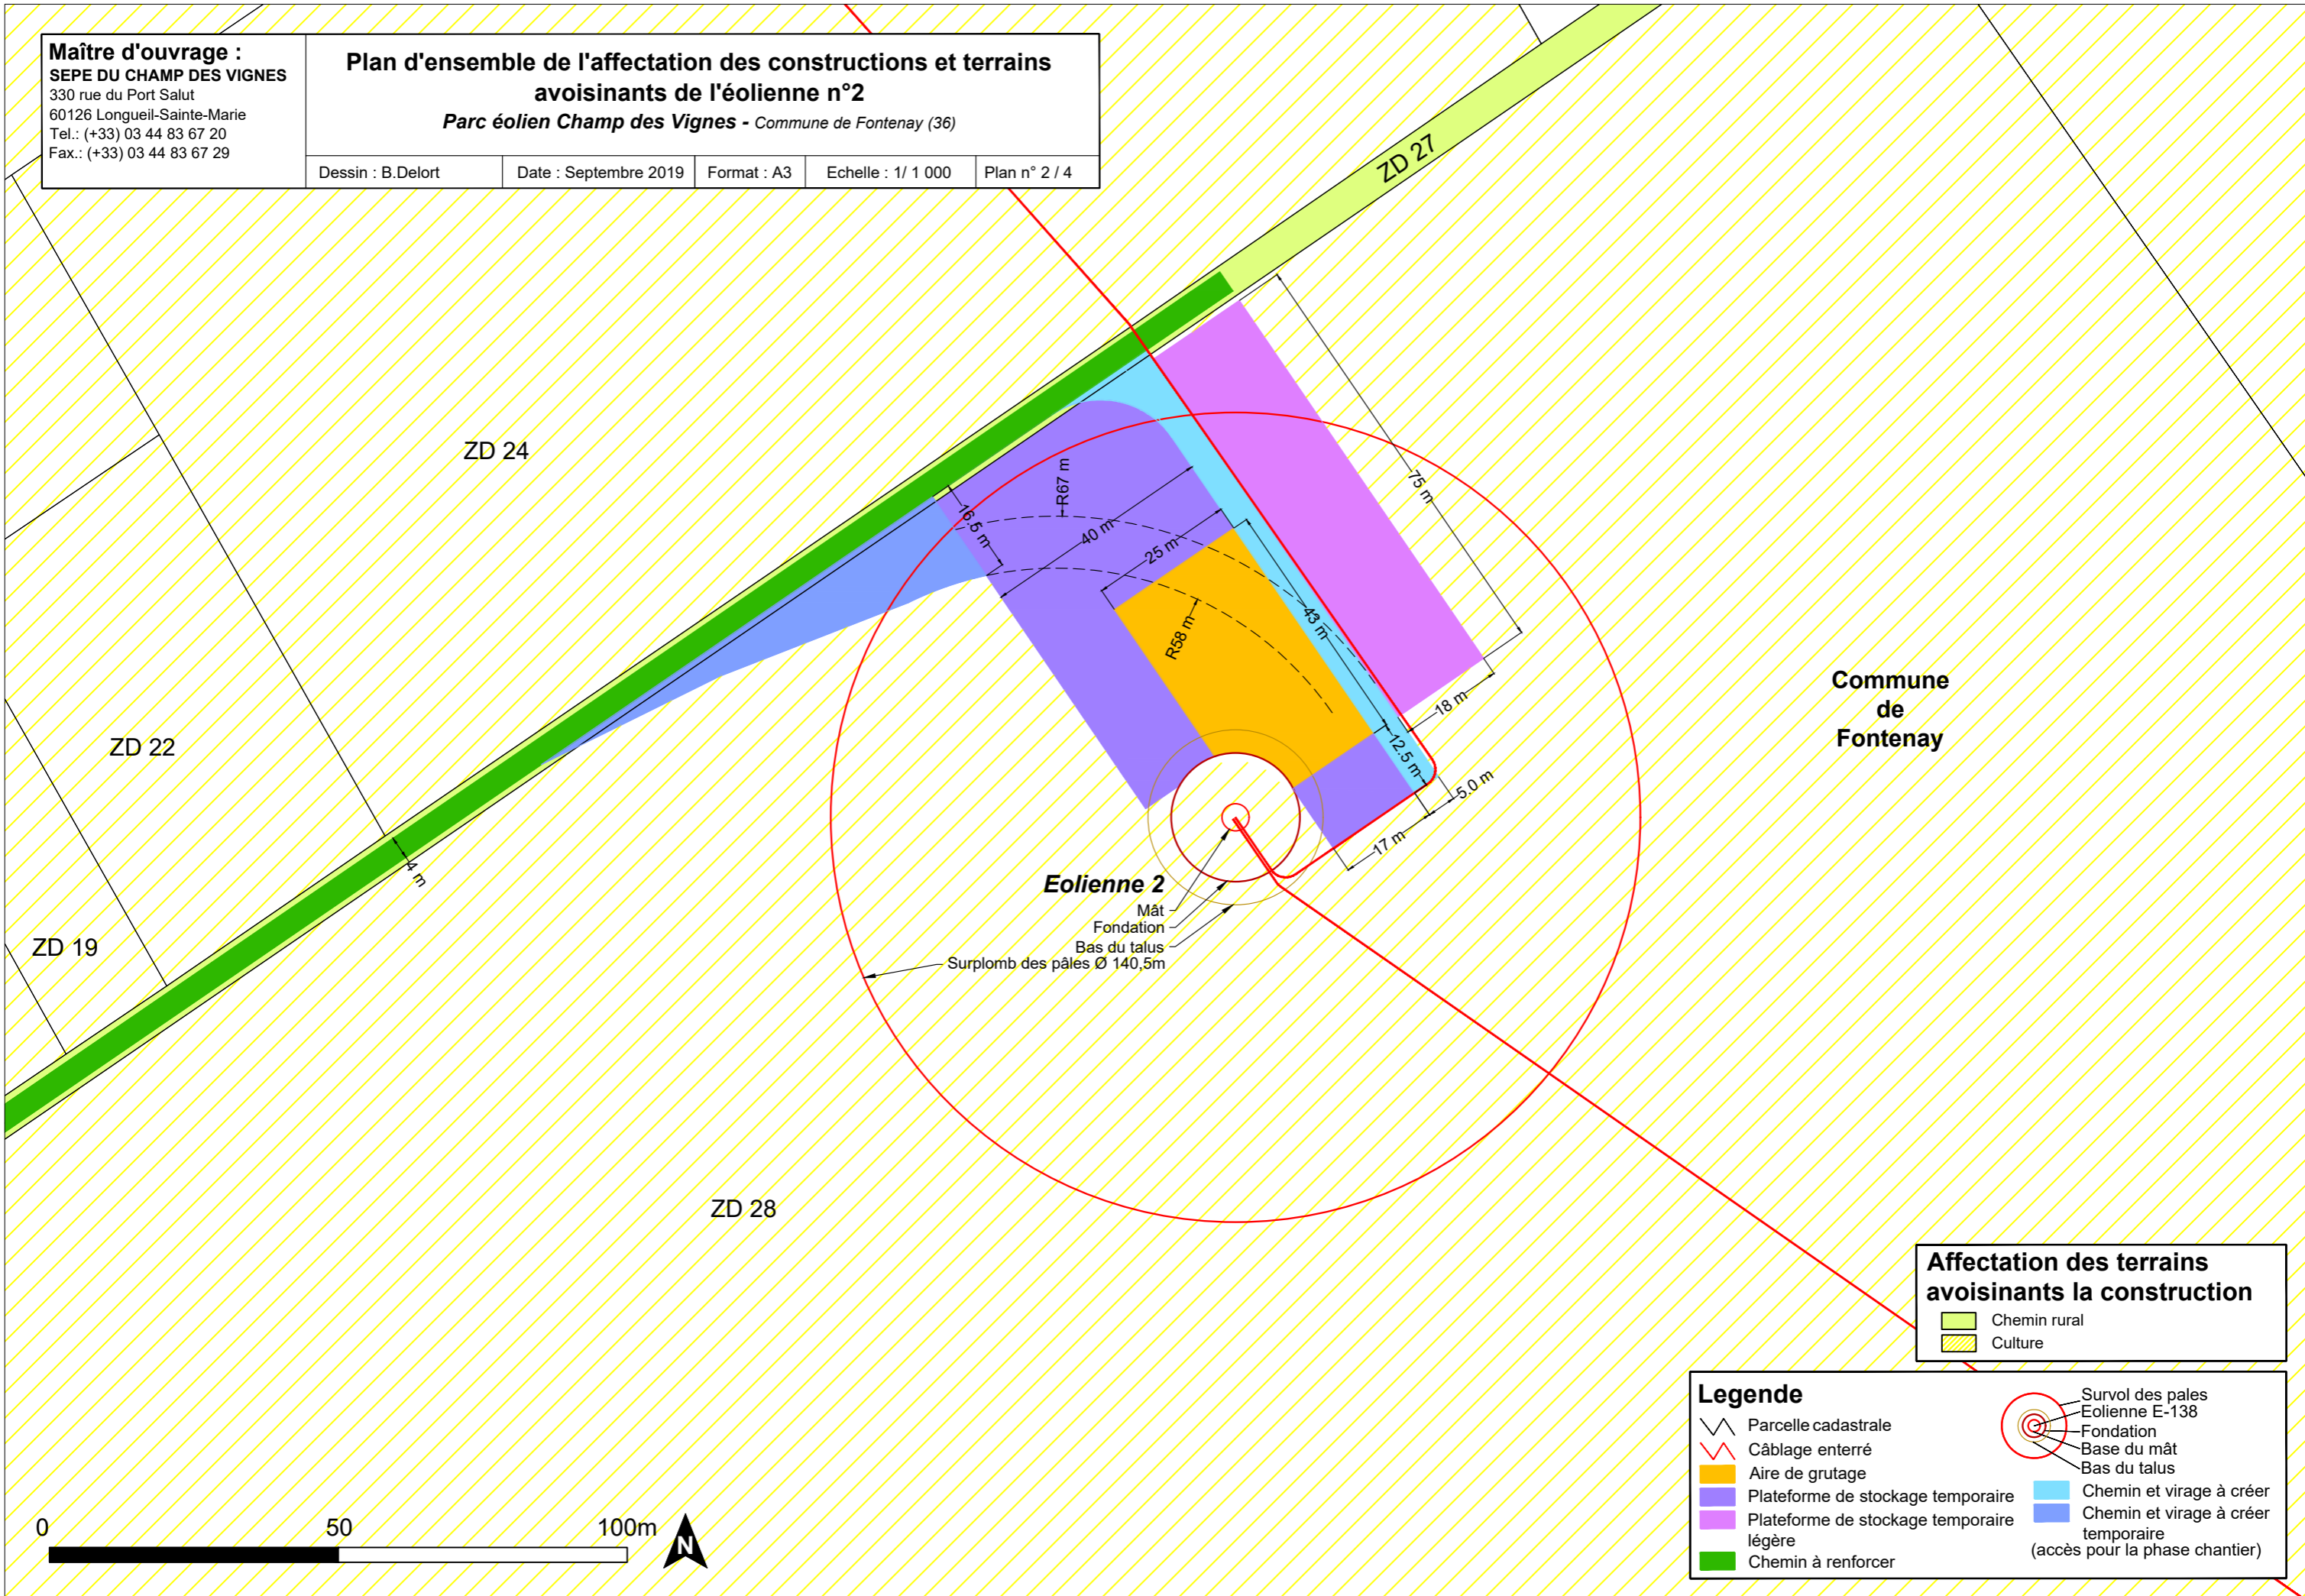 Maître d'ouvrage :
SEPE DU CHAMP DES VIGNES
330 rue du Port Salut
60126 Longueil-Sainte-Marie
Tel.: (+33) 03 44 83 67 20
Fax.: (+33) 03 44 83 67 29
Plan d'ensemble de l'affectation des constructions et terrains
avoisinants de l'éolienne n°2
Parc éolien Champ des Vignes - Commune de Fontenay (36)
Dessin : B.Delort
Date : Septembre 2019
Format : A3
Echelle : 1/ 1 000
Plan n° 2 / 4
ZD 27
ZD 24
R67 m
16.5 m
40 m
25 m
75 m
43 m
R58 m
18 m
12.5 m
5.0 m
17 m
4 m
ZD 22
ZD 19
ZD 28
Commune
de
Fontenay
Eolienne 2
Mât
Fondation
Bas du talus
Surplomb des pâles Ø 140,5m
Affectation des terrains
avoisinants la construction
Chemin rural
Culture
Legende
Parcelle cadastrale
Câblage enterré
Aire de grutage
Plateforme de stockage temporaire
Plateforme de stockage temporaire
légère
Chemin à renforcer
Survol des pales
Eolienne E-138
Fondation
Base du mât
Bas du talus
Chemin et virage à créer
Chemin et virage à créer
temporaire
(accès pour la phase chantier)
0
50
100m
N